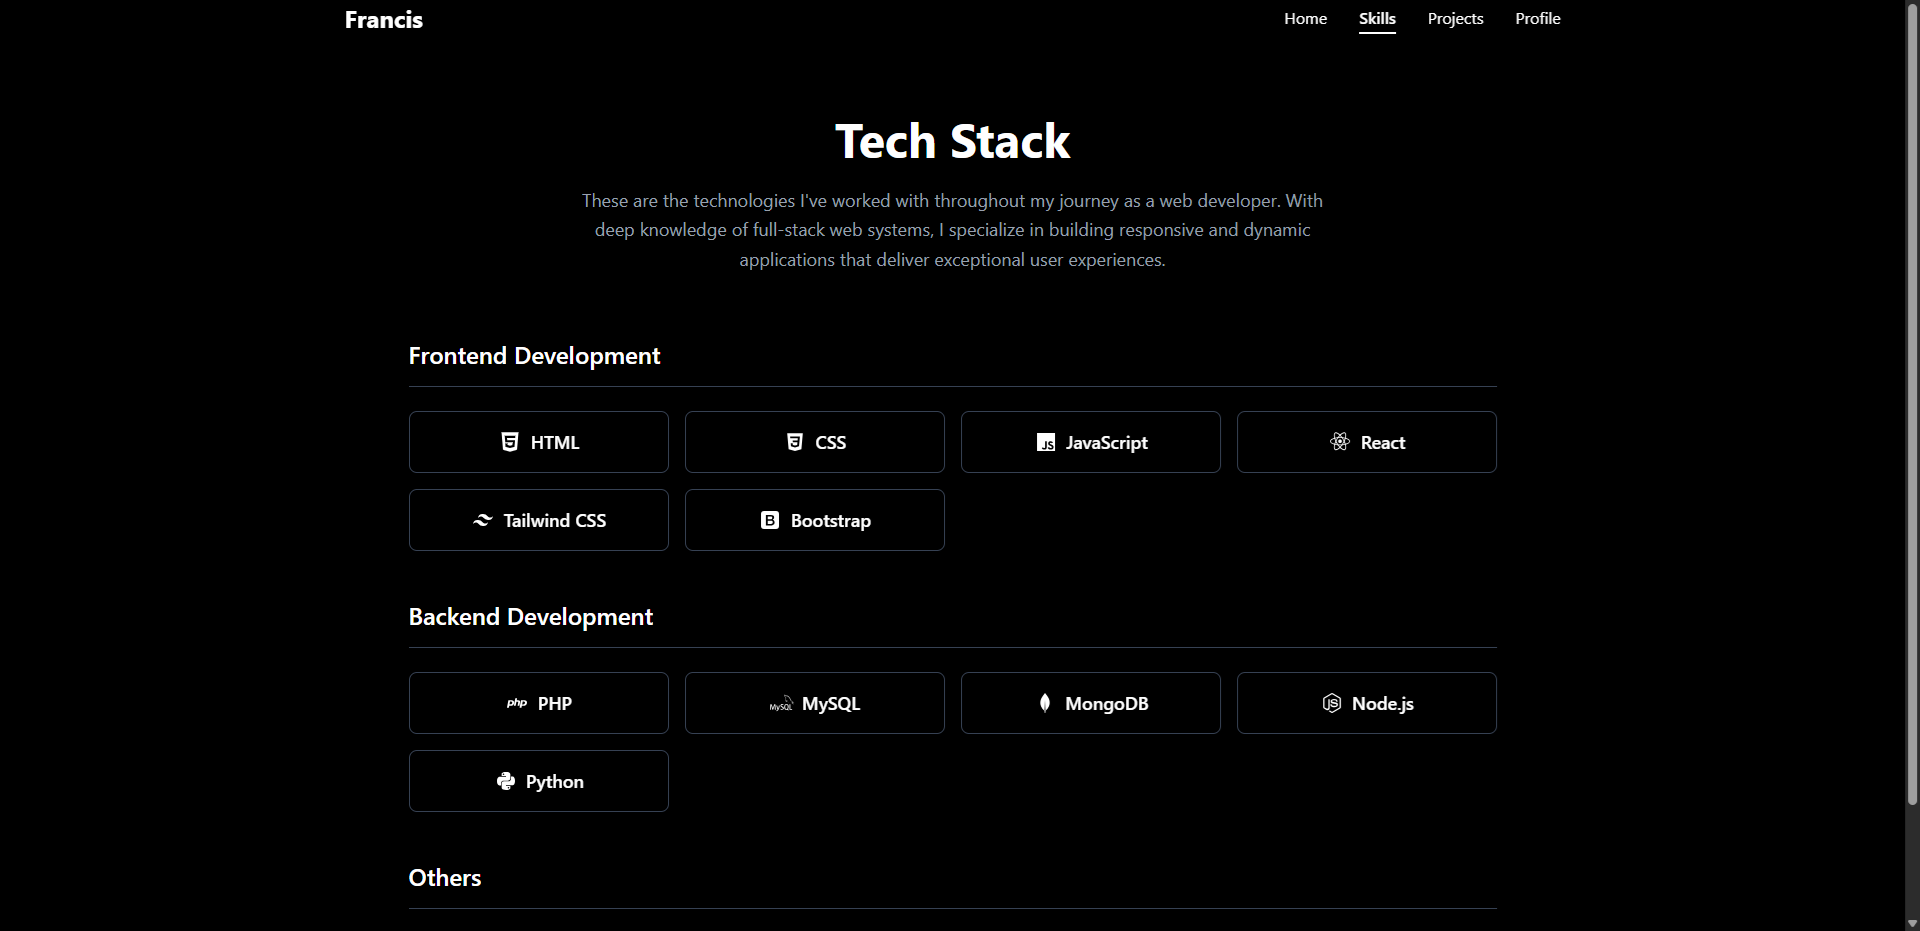 Francis
Home Skills Projects Profile
Tech Stack
These are the technologies I've worked with throughout my journey as a web developer. With
deep knowledge of full-stack web systems, I specialize in building responsive and dynamic
applications that deliver exceptional user experiences.
Frontend Development
HTML CSS JS JavaScript React
Tailwind CSS B Bootstrap
Backend Development
php PHP MySQL MySQL MongoDB JS Node.js
Python
Others